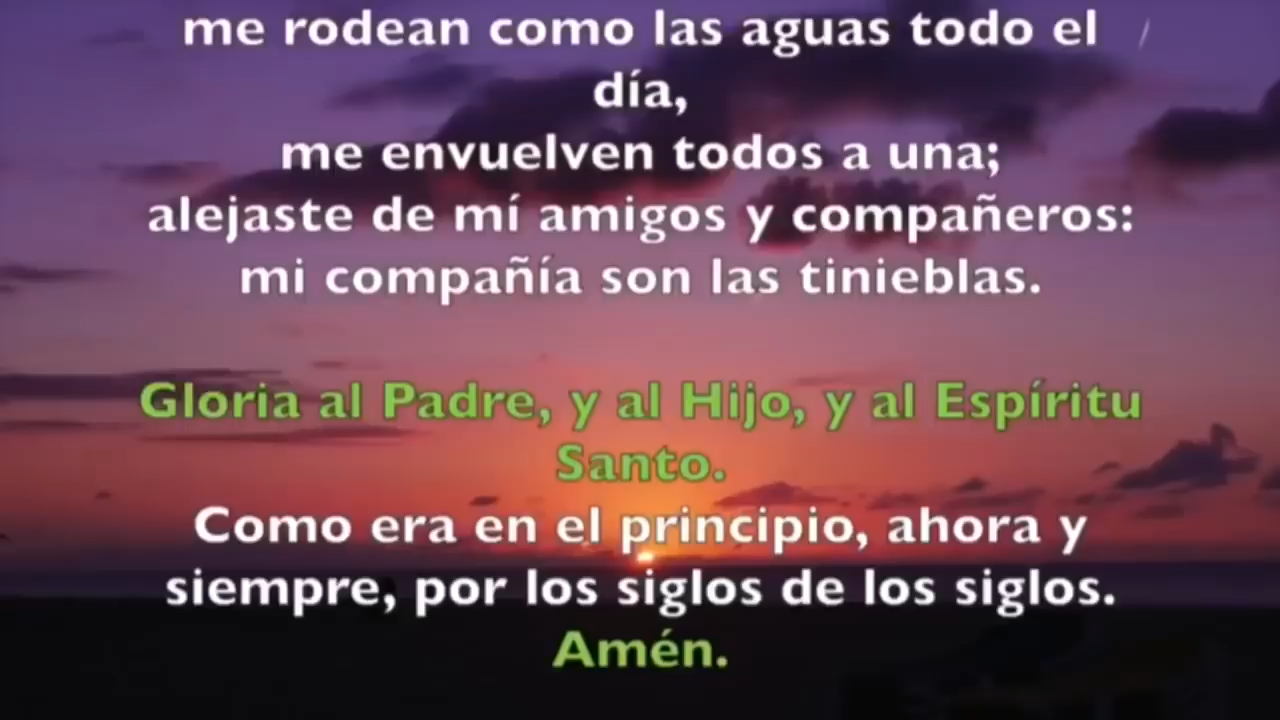 me rodean como las aguas todo el
día,
me envuelven todos a una;
alejaste de mí amigos y compañeros:
mi compañía son las tinieblas.
Gloria al Padre, y al Hijo, y al Espíritu
Santo.
Como era en el principio, ahora y
siempre, por los siglos de los siglos.
Amén.